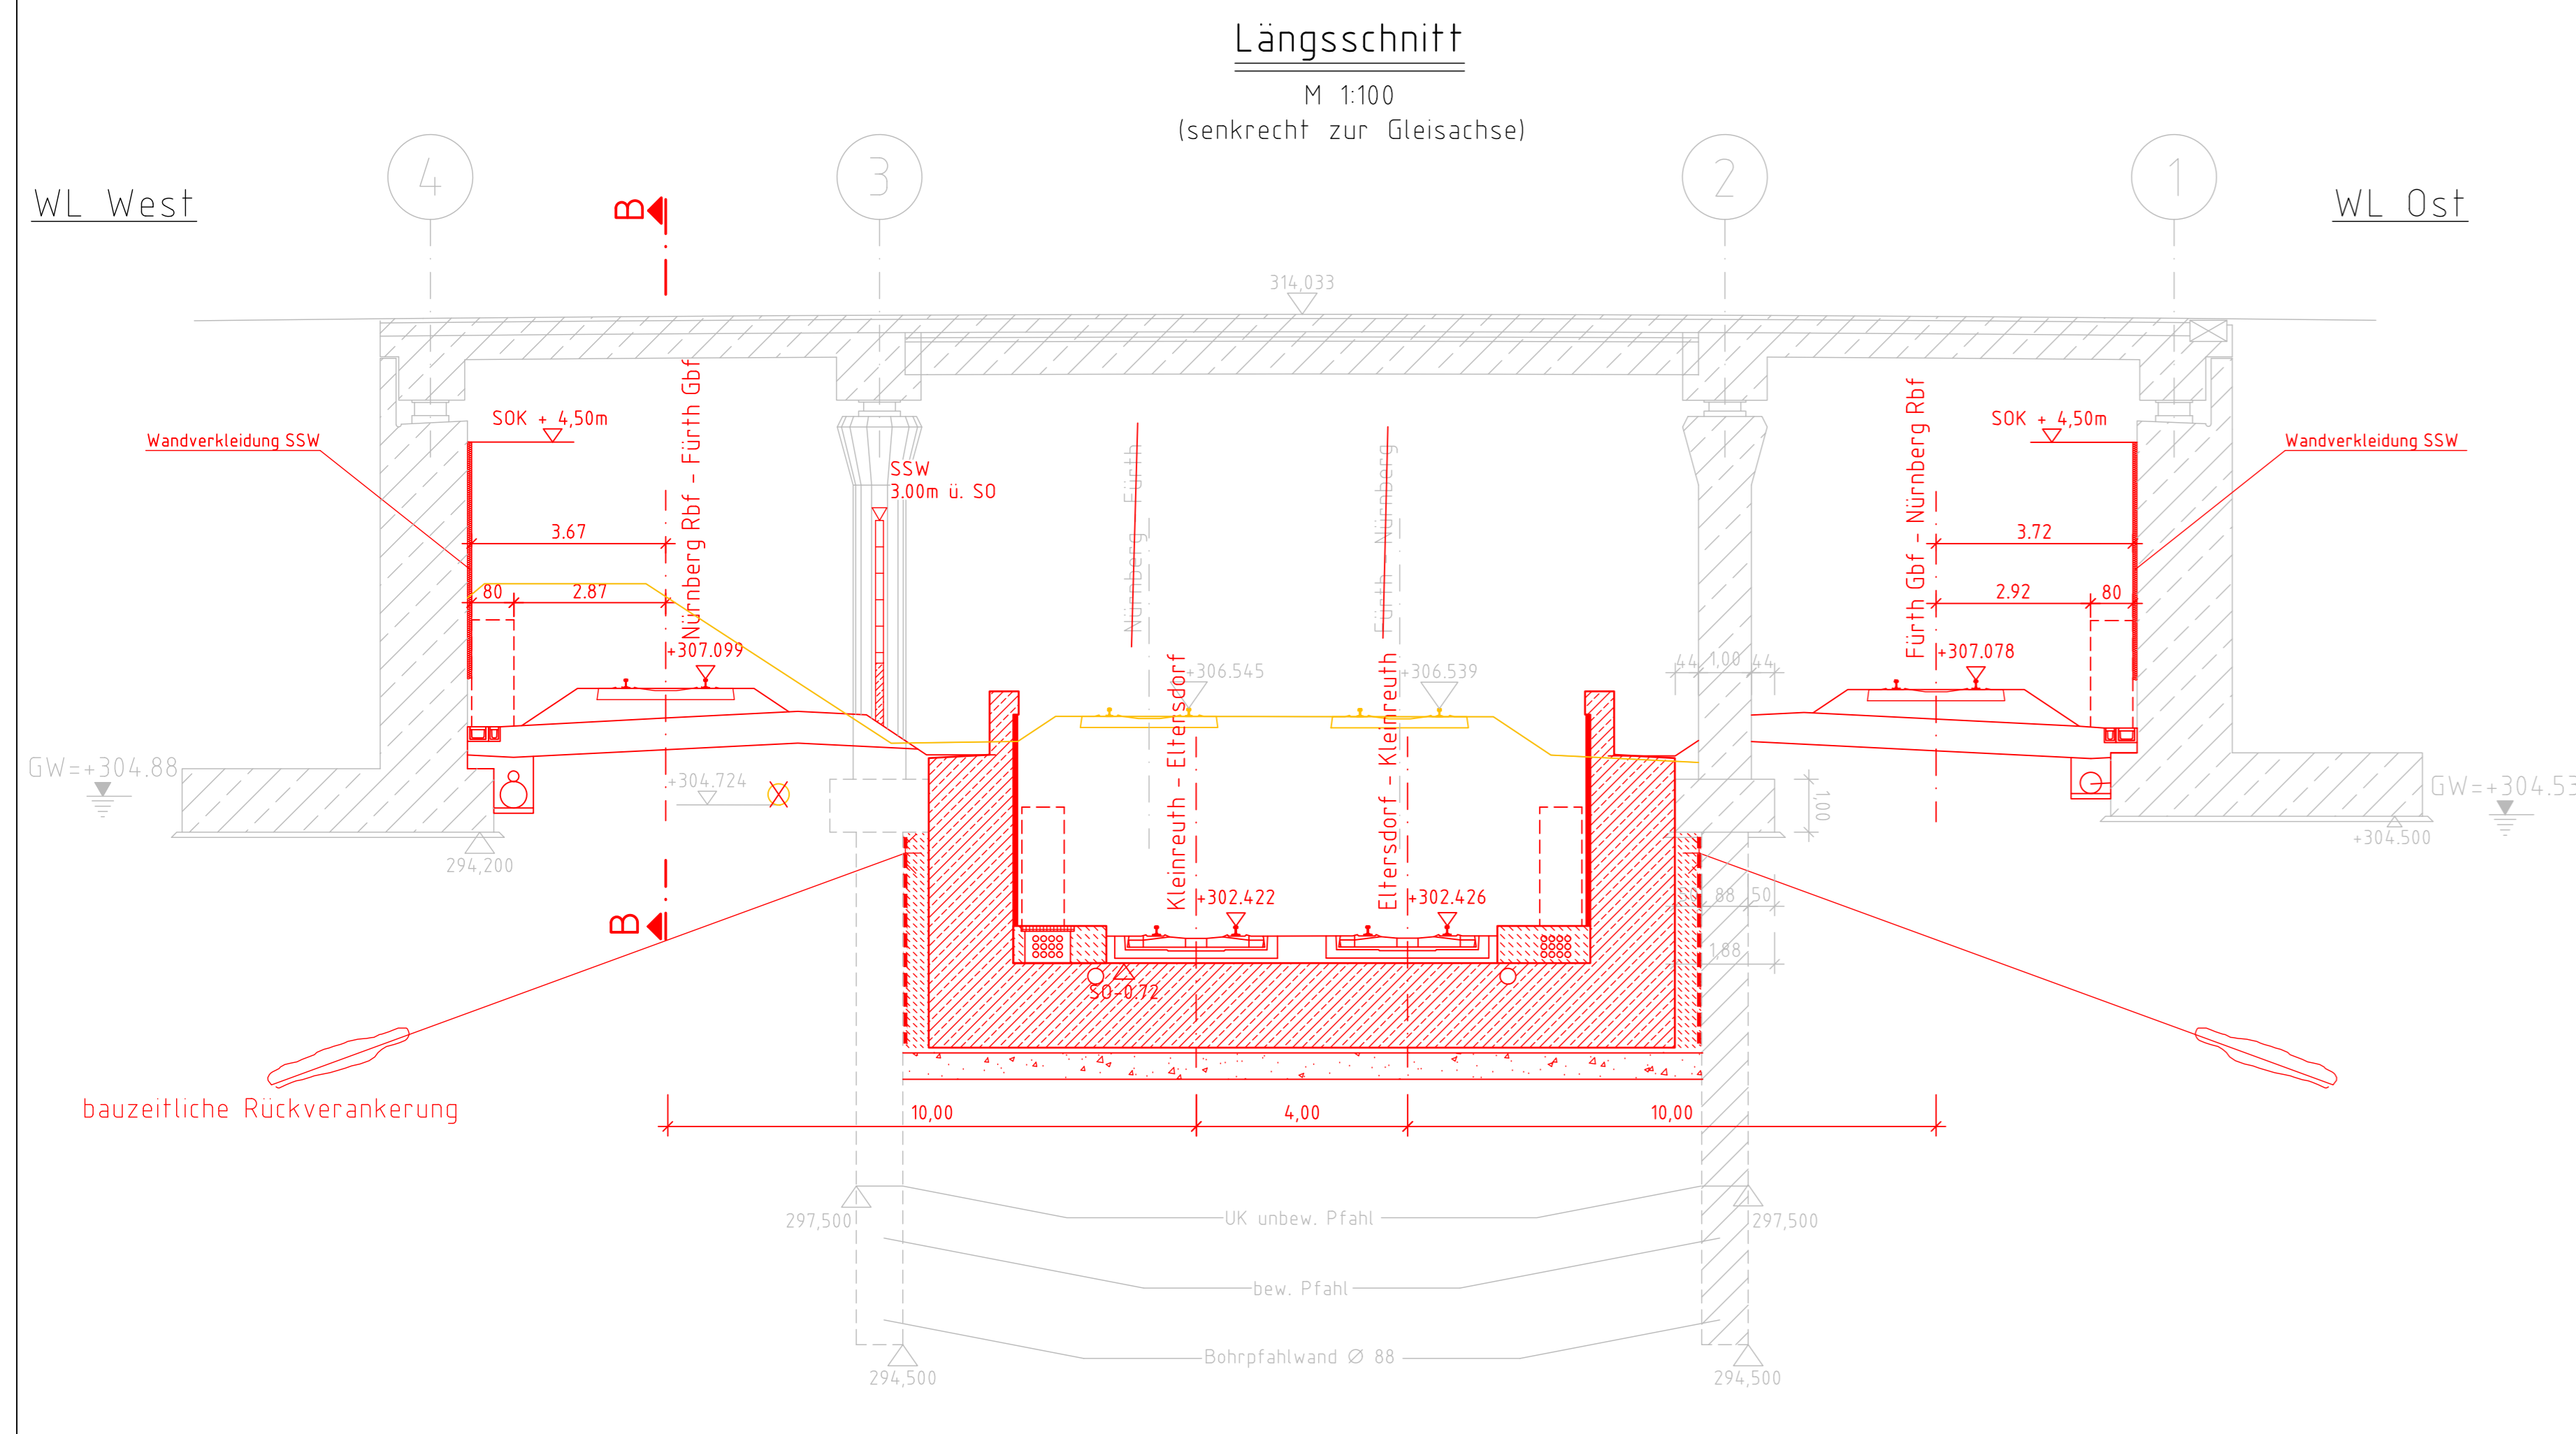 Längsschnitt
M 1:100
(senkrecht zur Gleisachse)
4
3
2
1
WL West
B
WL Ost
314,033
SOK + 4,50m
Wandverkleidung SSW
Nürnberg Rbf - Fürth Gbf
SSW
3.00m ü. SO
Nürnberg - Fürth
Fürth - Nürnberg
Fürth Gbf - Nürnberg Rbf
SOK + 4,50m
Wandverkleidung SSW
3.67
3.72
80
2.87
2.92
80
+307.099
+306.545
+306.539
44
1,00
44
+307.078
Kleinreuth - Eltersdorf
Eltersdorf - Kleinreuth
GW=+304.88
+304.724
1,00
GW=+304.53
+304.500
294,200
B
+302.422
+302.426
88
50
1,88
SO-0.72
bauzeitliche Rückverankerung
10,00
4,00
10,00
297,500
UK unbew. Pfahl
297,500
bew. Pfahl
Bohrpfahlwand Ø 88
294,500
294,500